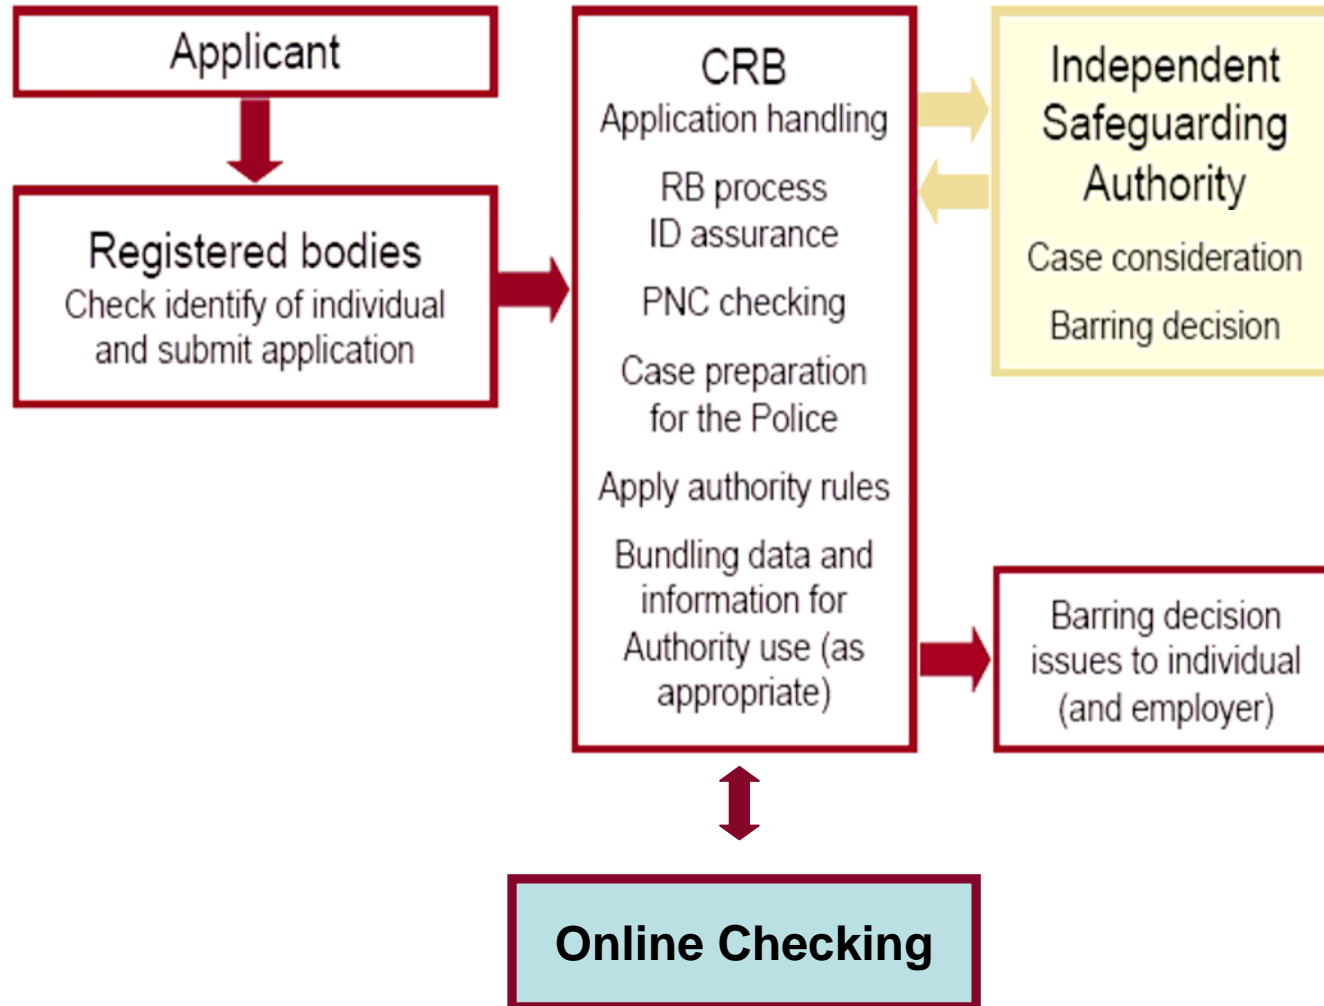 Applicant
Registered bodies
Check identify of individual
and submit application
CRB
Application handling
RB process
ID assurance
PNC checking
Case preparation
for the Police
Apply authority rules
Bundling data and
information for
Authority use (as
appropriate)
Independent
Safeguarding
Authority
Case consideration
Barring decision
Barring decision
issues to individual
(and employer)
Online Checking